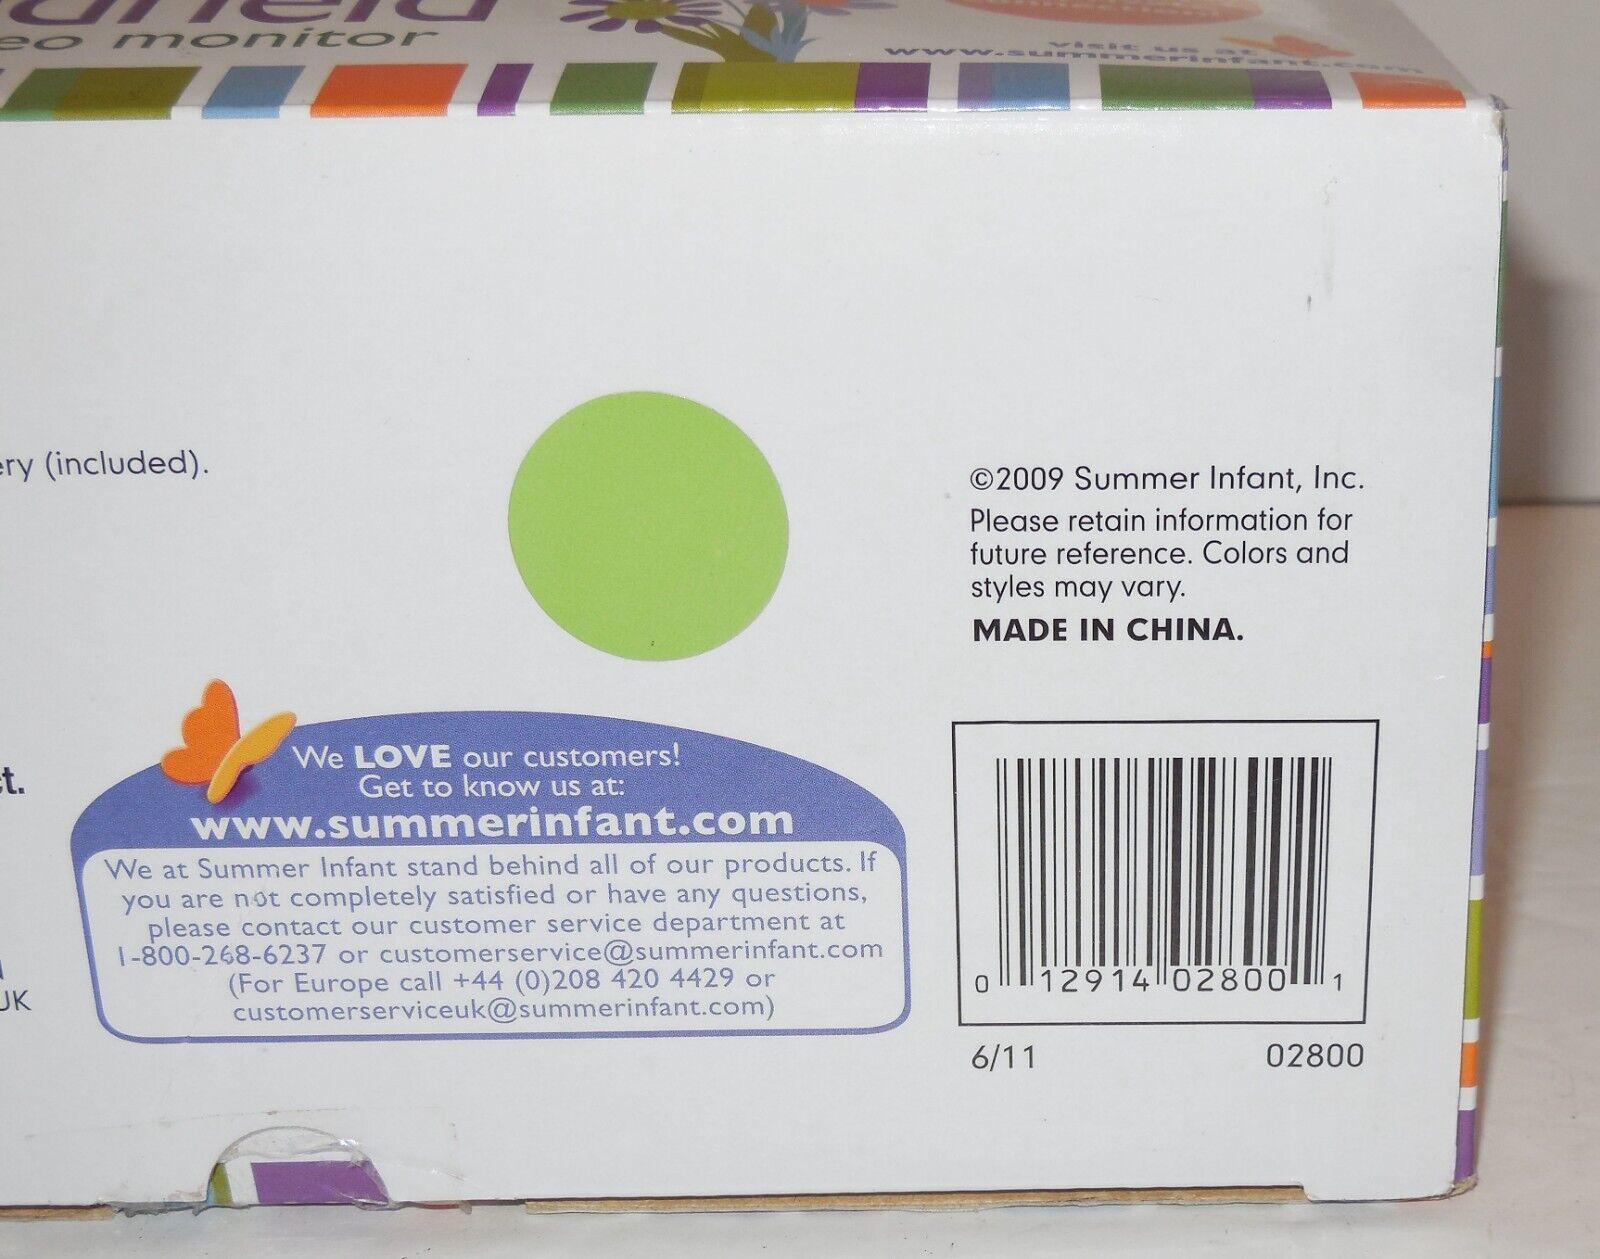 eo monitor
visit us at
www.summerinfant.com
ery (included).
©2009 Summer Infant, Inc.
Please retain information for
future reference. Colors and
styles may vary.
MADE IN CHINA.
ct.
UK
We LOVE our customers!
Get to know us at:
www.summerinfant.com
We at Summer Infant stand behind all of our products. If
you are not completely satisfied or have any questions,
please contact our customer service department at
1-800-268-6237 or customerservice@summerinfant.com
(For Europe call +44 (0)208 420 4429 or
customerserviceuk@summerinfant.com)
0 12914 02800 1
6/11 02800